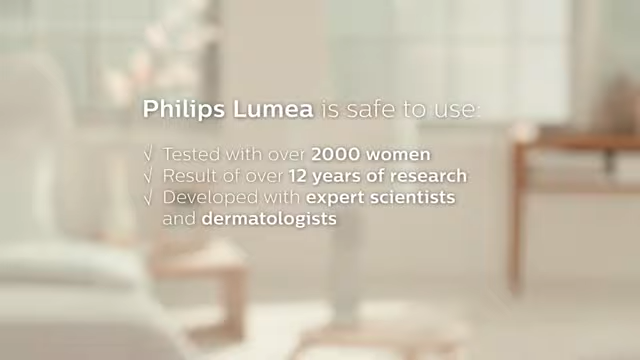 Philips Lumea is safe to use:
√ Tested with over 2000 women
√ Result of over 12 years of research
√ Developed with expert scientists
and dermatologists